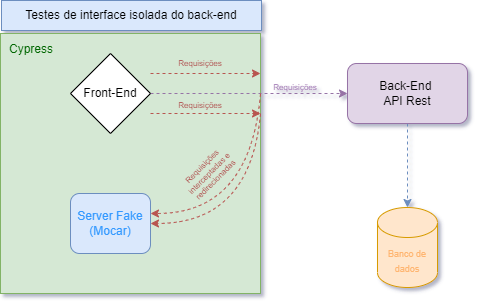 Testes de interface isolada do back-end
Cypress
Requisições
Front-End
Requisições
Requisições
Back-End
API Rest
Requisições
interceptadas e
redirecionadas
Server Fake
(Mocar)
Banco de
dados